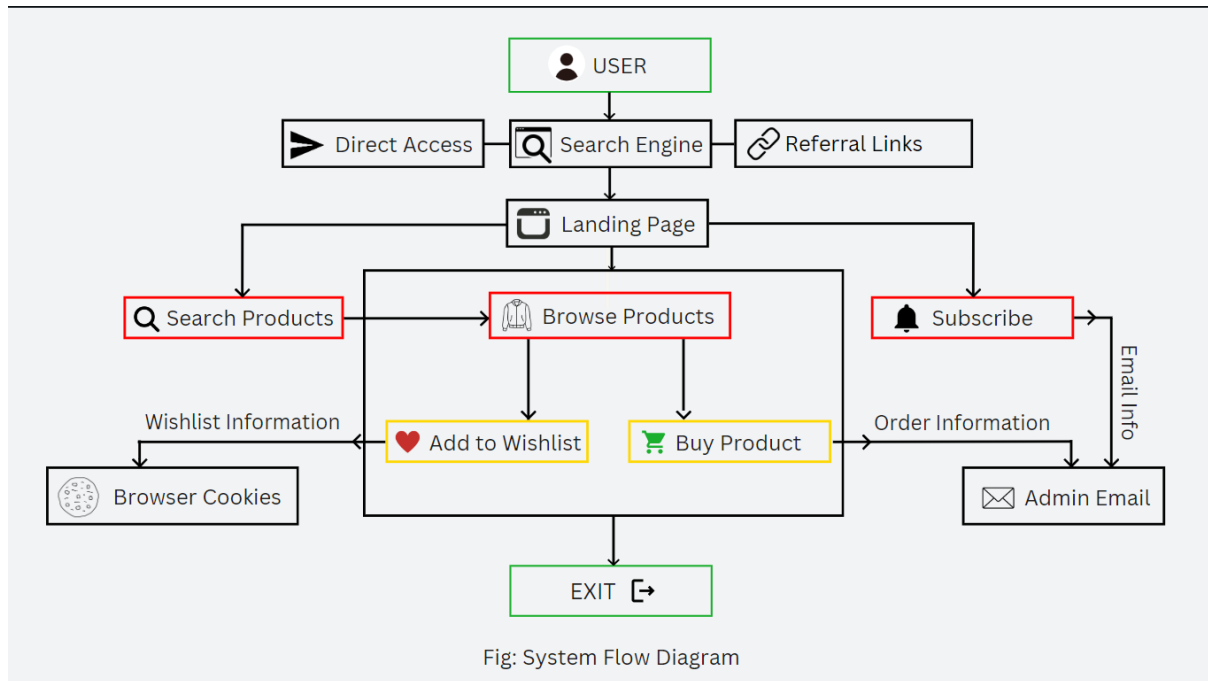 USER
Direct Access
Search Engine
Referral Links
Landing Page
Search Products
Browse Products
Subscribe
Email Info
Wishlist Information
Add to Wishlist
Buy Product
Order Information
Browser Cookies
Admin Email
EXIT
Fig: System Flow Diagram